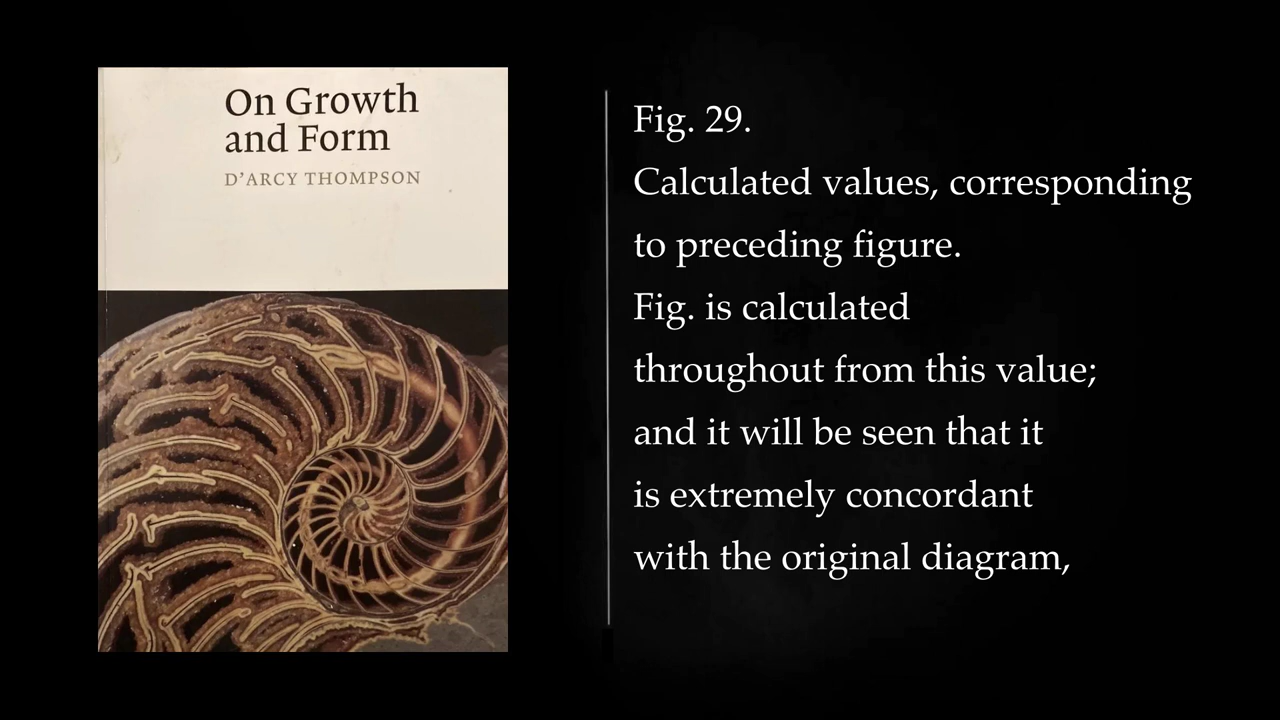 On Growth
and Form
D'ARCY THOMPSON
Fig. 29.
Calculated values, corresponding
to preceding figure.
Fig. is calculated
throughout from this value;
and it will be seen that it
is extremely concordant
with the original diagram,